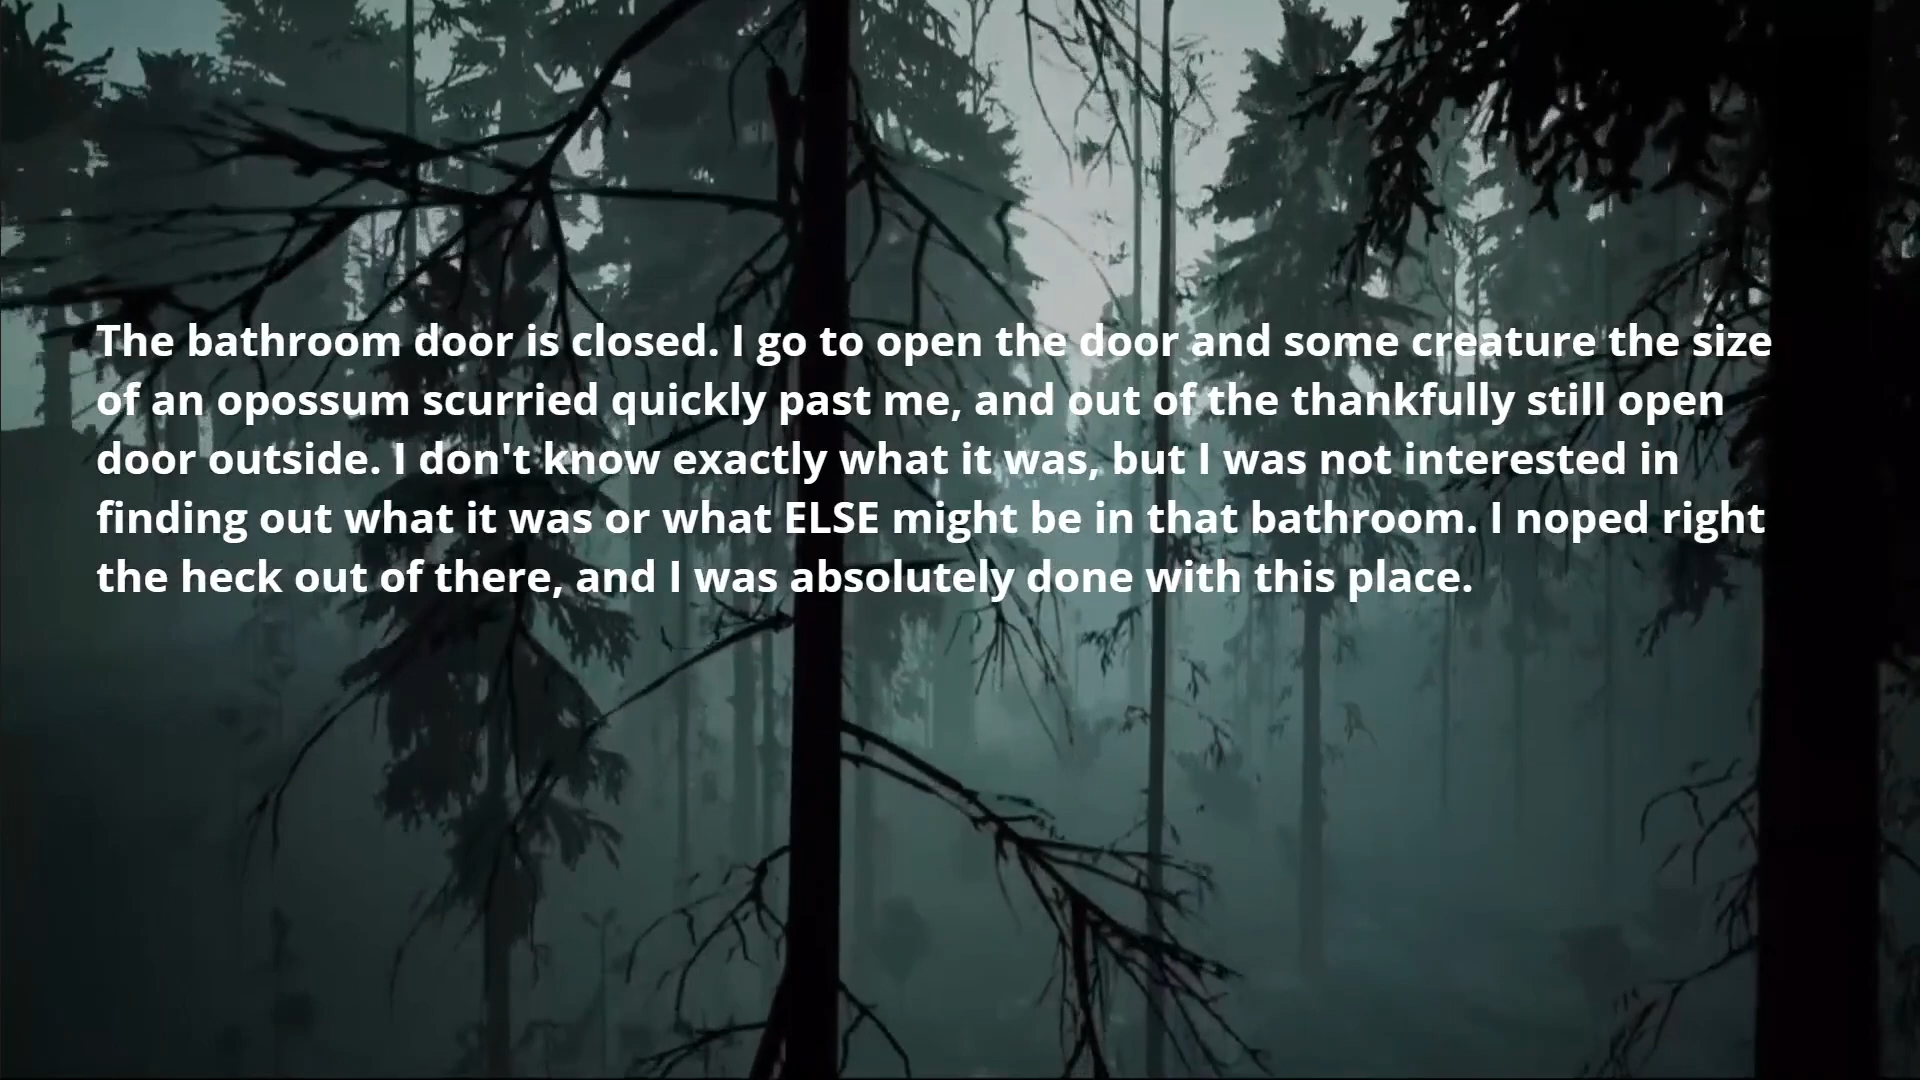 The bathroom door is closed. I go to open the door and some creature the size
of an opossum scurried quickly past me, and out of the thankfully still open
door outside. I don't know exactly what it was, but I was not interested in
finding out what it was or what ELSE might be in that bathroom. I noped right
the heck out of there, and I was absolutely done with this place.